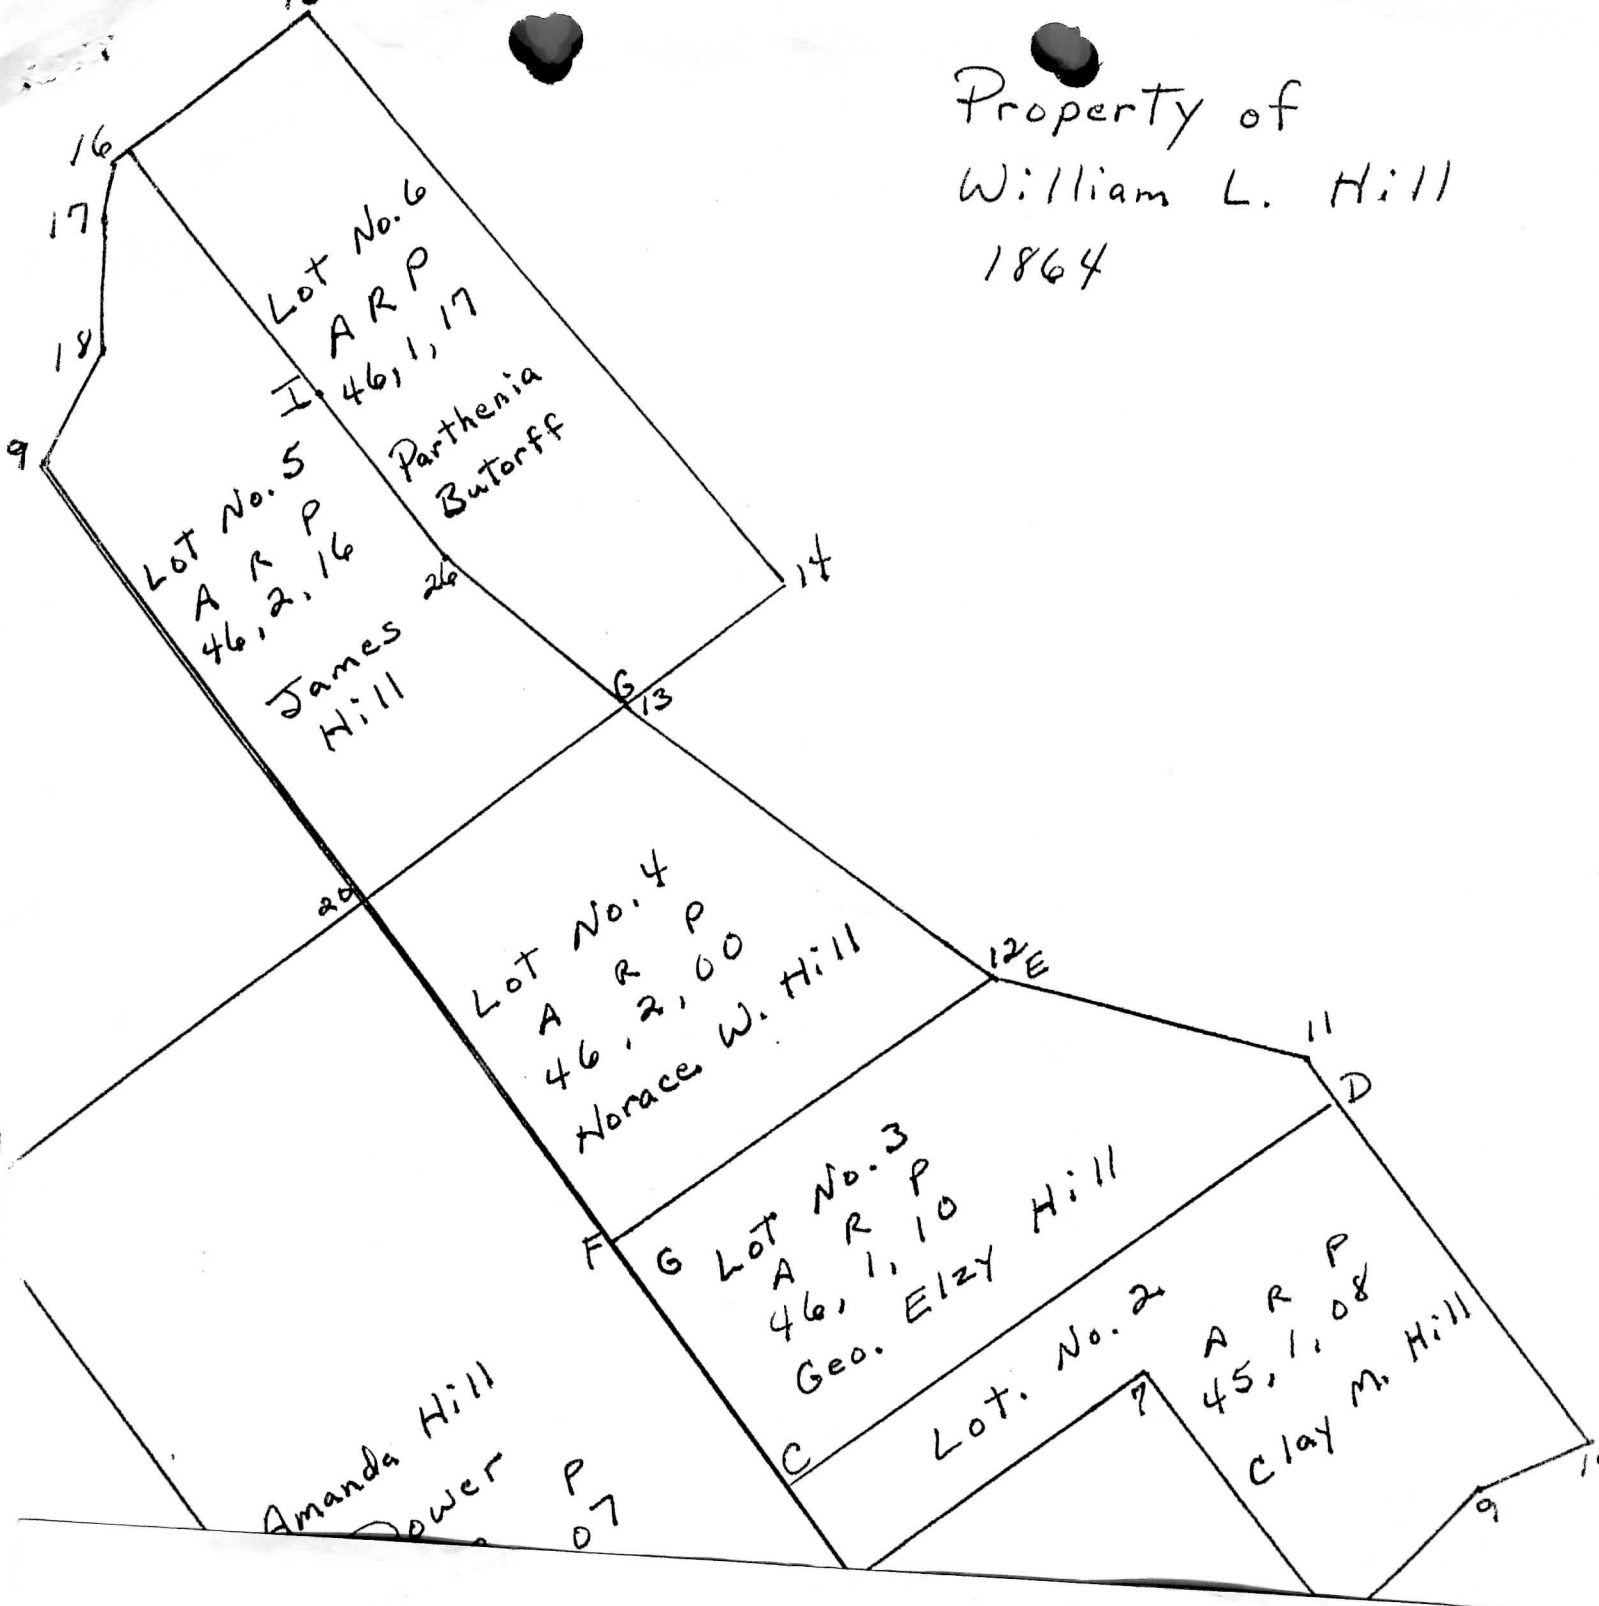 Property of
William L. Hill
1864
16
17
18
9
Lot No. 6
A R P
46, 1, 17
Parthenia
Butorff
I
Lot No. 5
A R P
46, 2, 16
James
Hill
26
14
G
13
20
Lot No. 4
A R P
46, 2, 00
Horace W. Hill
12 E
11
D
F
G
Lot No. 3
A R P
46, 1, 10
Geo. Elzy Hill
C
Lot. No. 2
A R P
45, 1, 08
Clay M. Hill
7
9
Amanda Hill
Dower
P
07